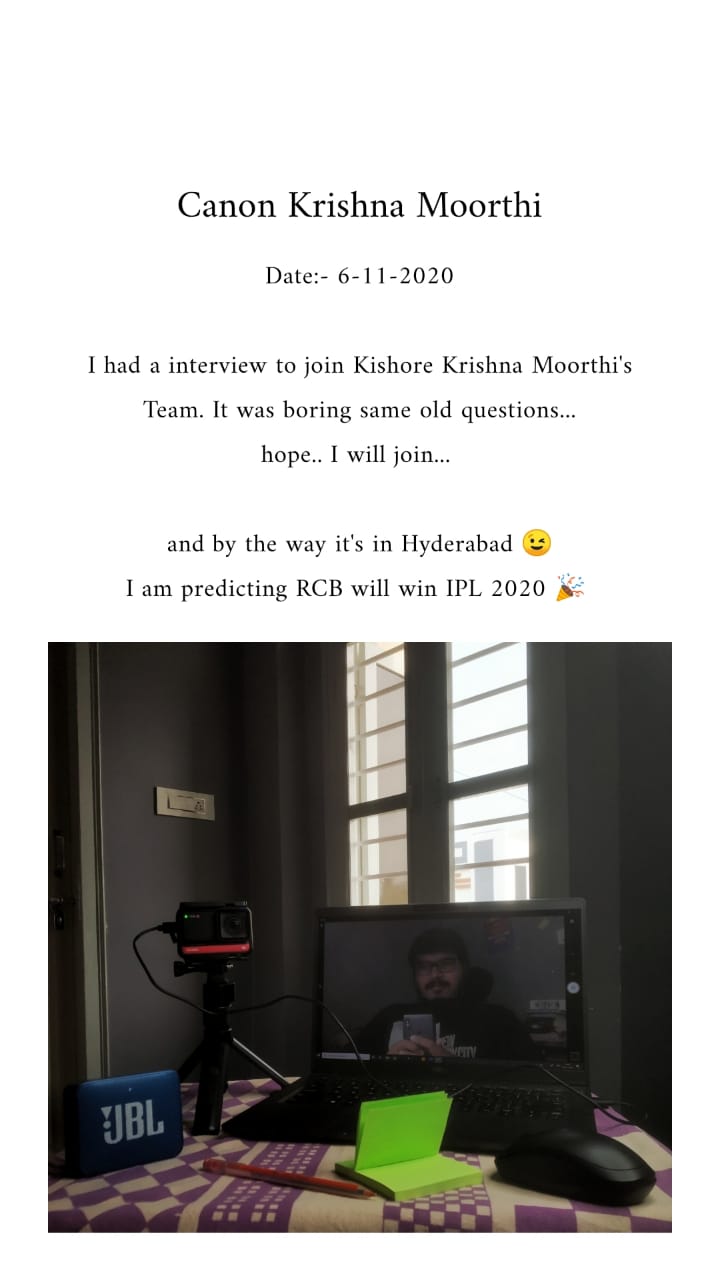 Canon Krishna Moorthi
Date:- 6-11-2020
I had a interview to join Kishore Krishna Moorthi's
Team. It was boring same old questions...
hope.. I will join...
and by the way it's in Hyderabad 😉
I am predicting RCB will win IPL 2020 🎉
JBL